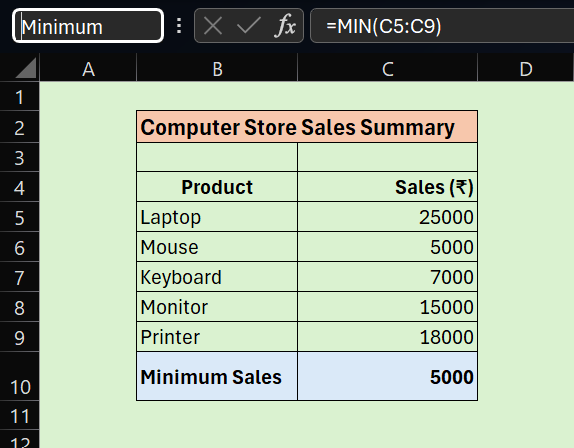 Minimum fx =MIN(C5:C9)
A B C D
1
2 Computer Store Sales Summary
3
4 Product Sales (₹)
5 Laptop 25000
6 Mouse 5000
7 Keyboard 7000
8 Monitor 15000
9 Printer 18000
10 Minimum Sales 5000
11
12